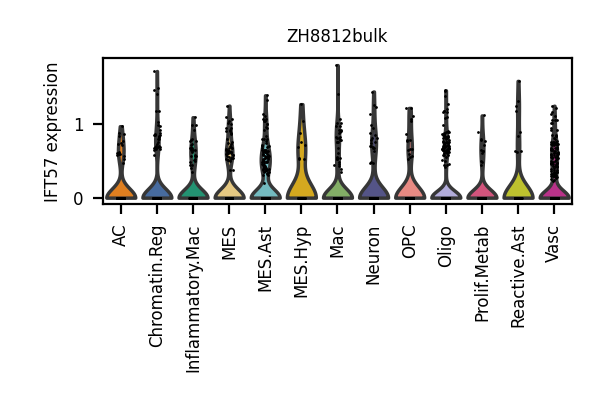 ZH8812bulk
IFT57 expression
1
0
AC
Chromatin.Reg
Inflammatory.Mac
MES
MES.Ast
MES.Hyp
Mac
Neuron
OPC
Oligo
Prolif.Metab
Reactive.Ast
Vasc